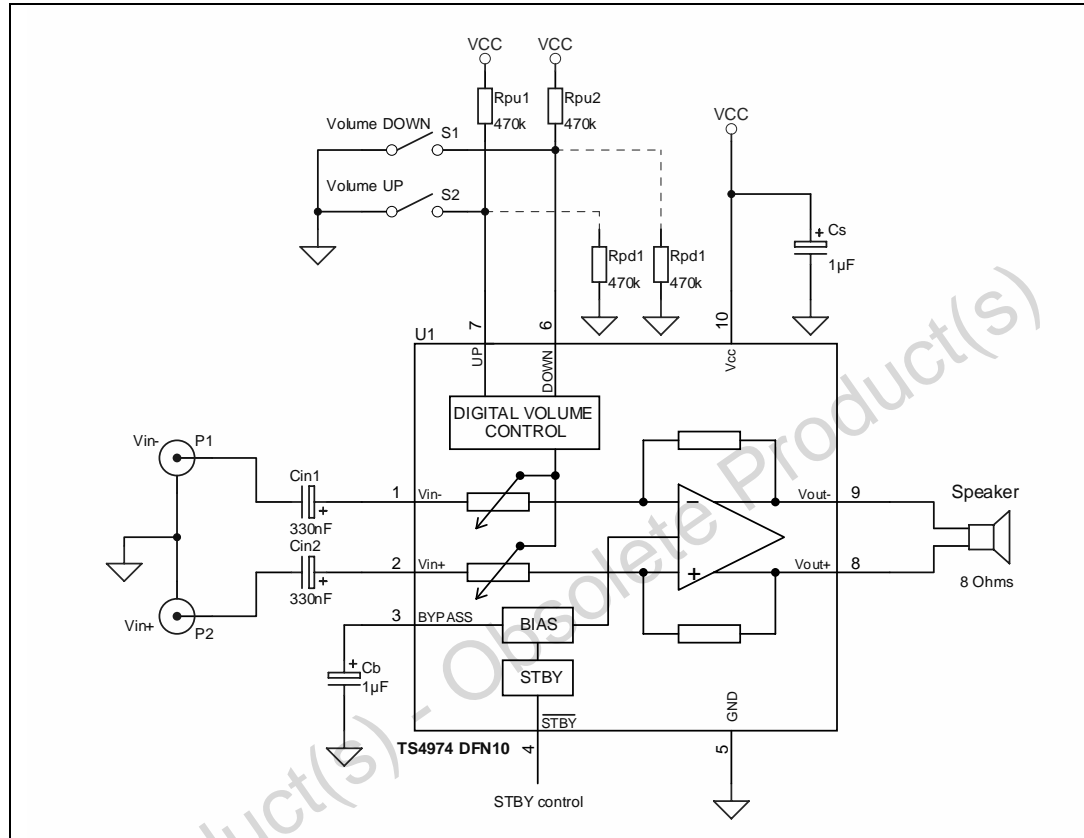 VCC
VCC
Rpu1
470k
Rpu2
470k
VCC
Volume DOWN
S1
Volume UP
S2
+
Cs
1µF
Rpd1
470k
Rpd1
470k
U1
7
6
10
UP
DOWN
Vcc
DIGITAL VOLUME
CONTROL
Vin-
P1
Cin1
+
330nF
1
Vin-
Vout-
9
Speaker
Cin2
+
330nF
2
Vin+
Vout+
8
8 Ohms
Vin+
P2
3
BYPASS
BIAS
+
Cb
1µF
STBY
STBY
GND
TS4974 DFN10
4
5
STBY control
-
+
duct(s) - Obsolete Product(s)